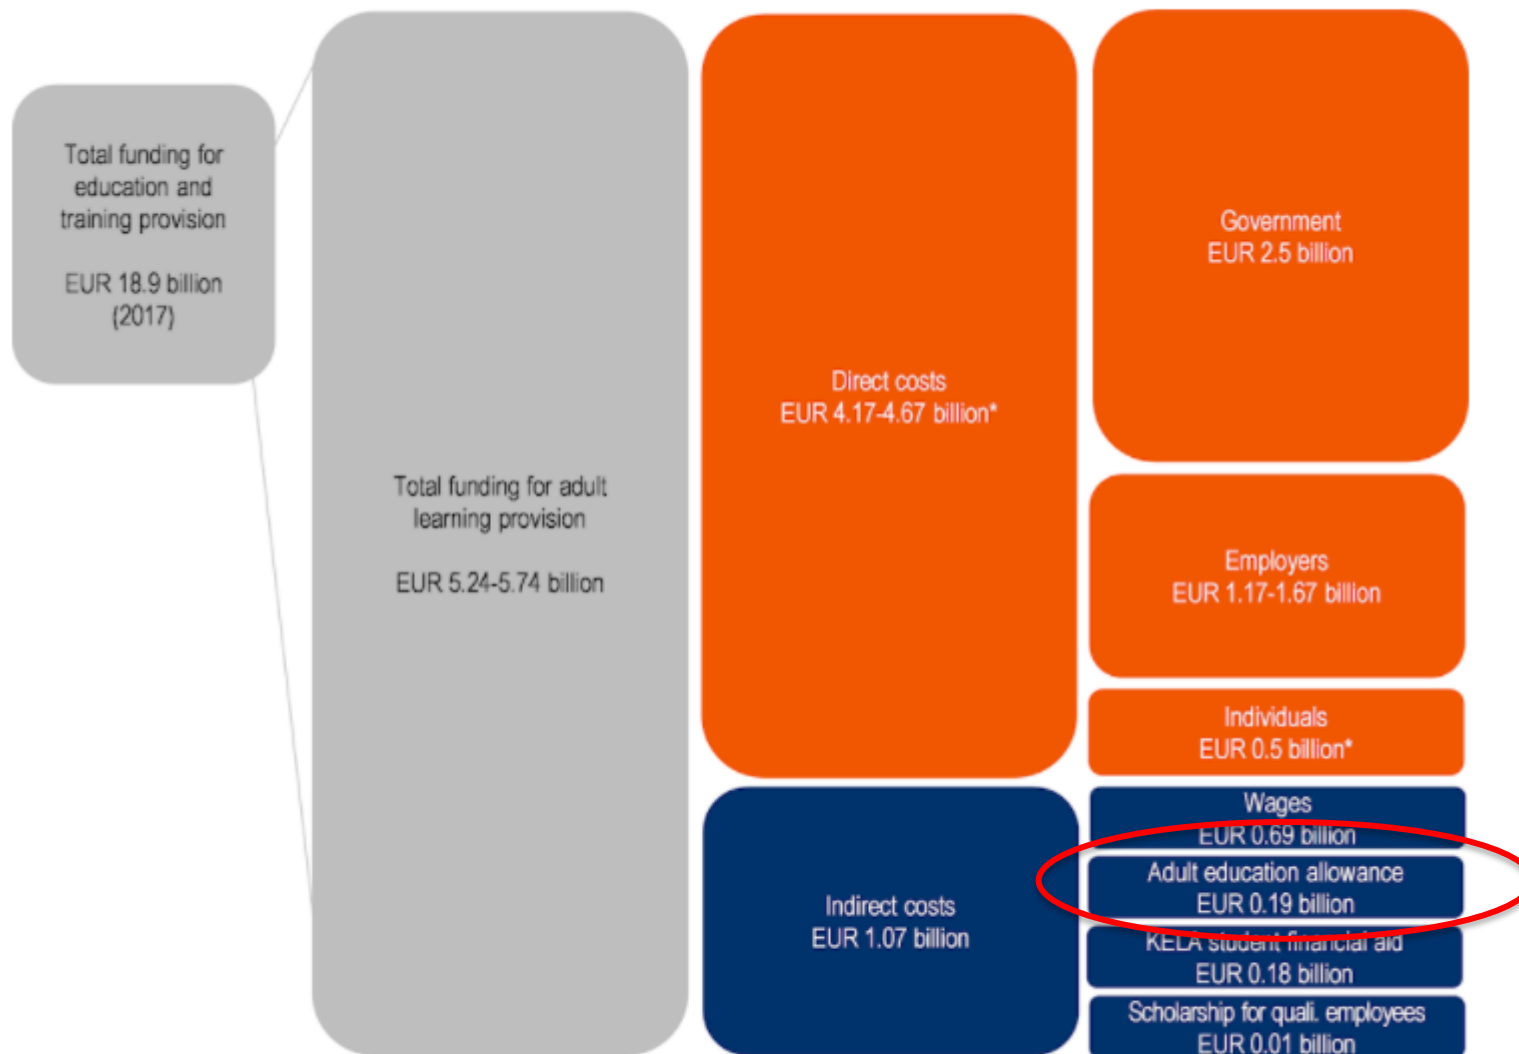 Total funding for
education and
training provision
EUR 18.9 billion
(2017)
Total funding for adult
learning provision
EUR 5.24-5.74 billion
Direct costs
EUR 4.17-4.67 billion*
Indirect costs
EUR 1.07 billion
Government
EUR 2.5 billion
Employers
EUR 1.17-1.67 billion
Individuals
EUR 0.5 billion*
Wages
EUR 0.69 billion
Adult education allowance
EUR 0.19 billion
KELA student financial aid
EUR 0.18 billion
Scholarship for quali. employees
EUR 0.01 billion